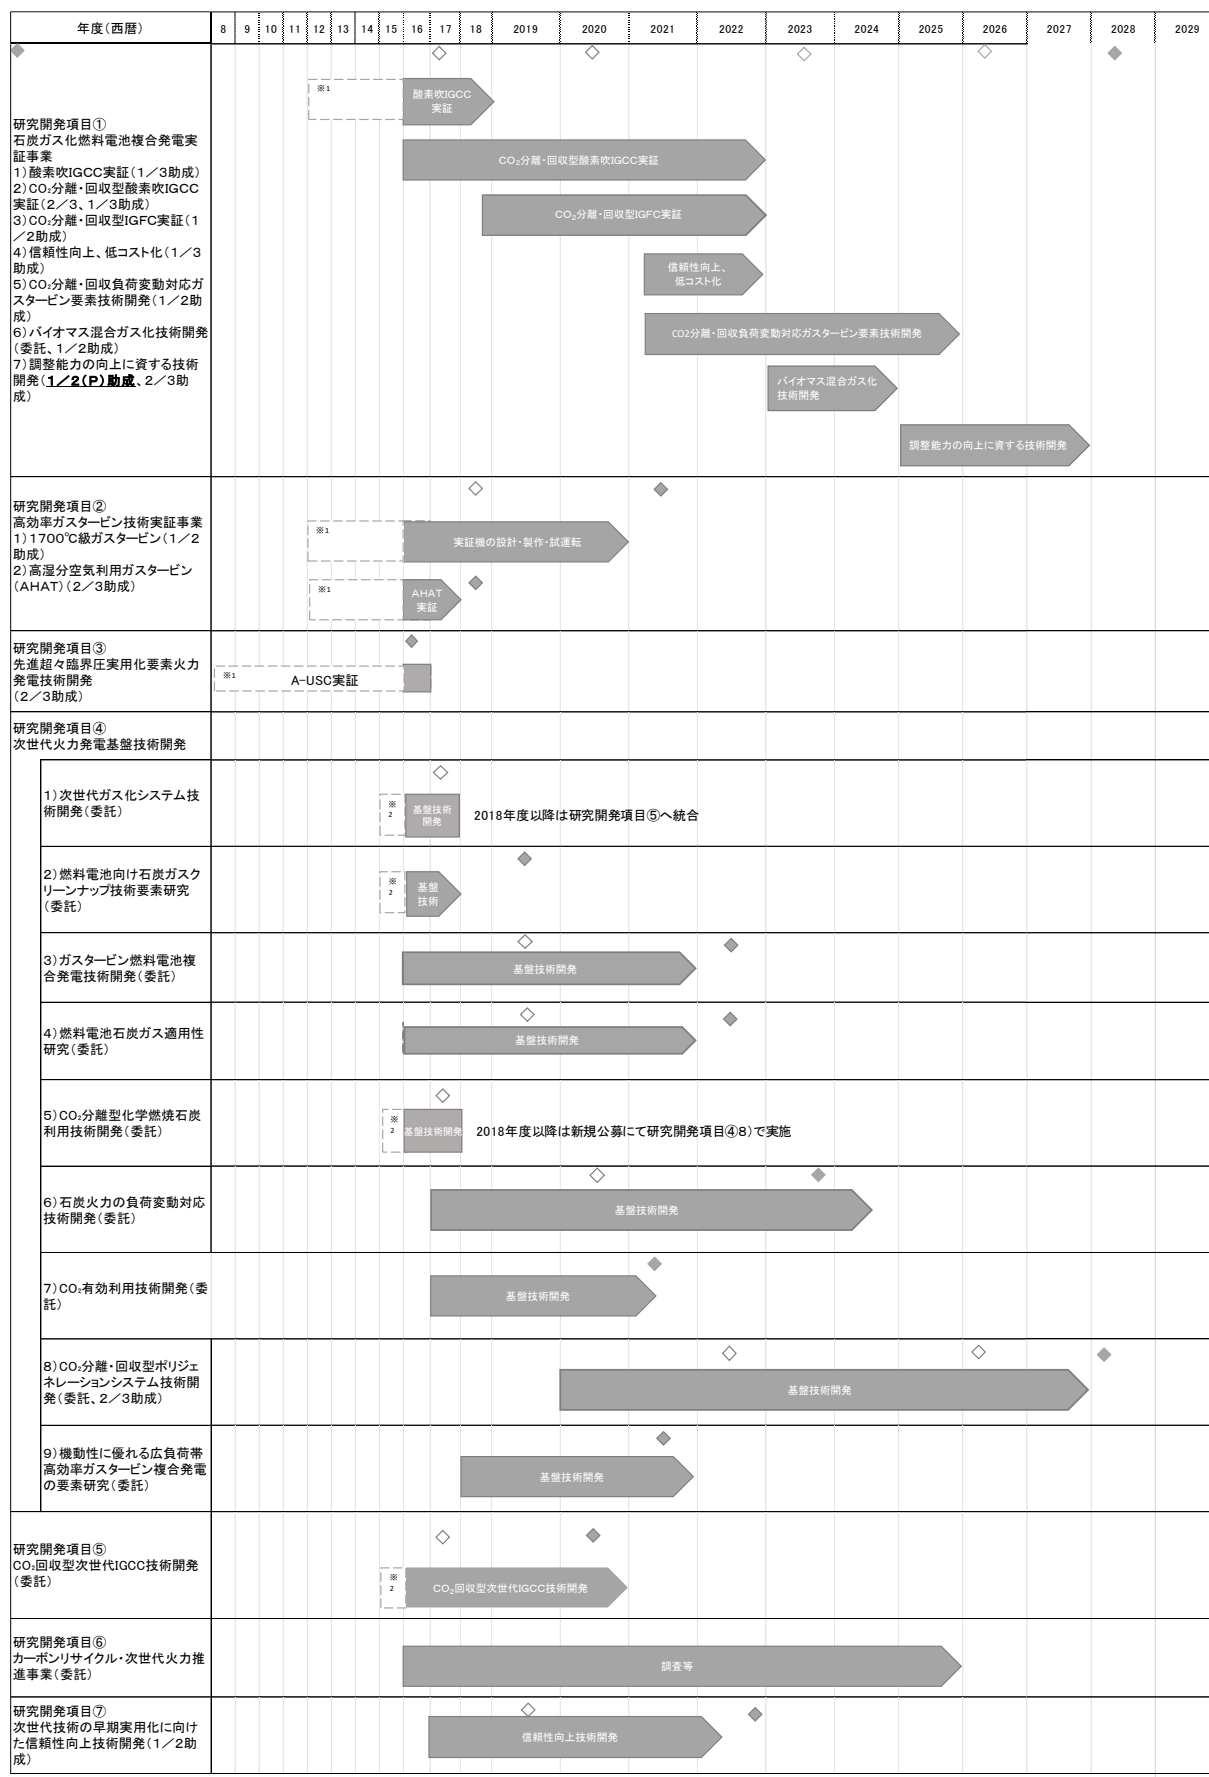 年度(西暦) 8 9 10 11 12 13 14 15 16 17 18 2019 2020 2021 2022 2023 2024 2025 2026 2027 2028 2029
研究開発項目①
石炭ガス化燃料電池複合発電実
証事業
1)酸素吹IGCC実証(1/3助成)
2)CO₂分離・回収型酸素吹IGCC
実証(2/3、1/3助成)
3)CO₂分離・回収型IGFC実証(1
/2助成)
4)信頼性向上、低コスト化(1/3
助成)
5)CO₂分離・回収負荷変動対応ガ
スタービン要素技術開発(1/2助
成)
6)バイオマス混合ガス化技術開発
(委託、1/2助成)
7)調整能力の向上に資する技術
開発(1/2(P)助成、2/3助
成)
※1
酸素吹IGCC
実証
CO₂分離・回収型酸素吹IGCC実証
CO₂分離・回収型IGFC実証
信頼性向上、
低コスト化
CO2分離・回収負荷変動対応ガスタービン要素技術開発
バイオマス混合ガス化
技術開発
調整能力の向上に資する技術開発
研究開発項目②
高効率ガスタービン技術実証事業
1)1700℃級ガスタービン(1/2
助成)
2)高湿分空気利用ガスタービン
(AHAT)(2/3助成)
※1
実証機の設計・製作・試運転
※1
AHAT
実証
研究開発項目③
先進超々臨界圧実用化要素火力
発電技術開発
(2/3助成)
※1
A-USC実証
研究開発項目④
次世代火力発電基盤技術開発
1)次世代ガス化システム技
術開発(委託)
※
2
基盤技術
開発
2018年度以降は研究開発項目⑤へ統合
2)燃料電池向け石炭ガスク
リーンナップ技術要素研究
(委託)
※
2
基盤
技術
3)ガスタービン燃料電池複
合発電技術開発(委託)
基盤技術開発
4)燃料電池石炭ガス適用性
研究(委託)
基盤技術開発
5)CO₂分離型化学燃焼石炭
利用技術開発(委託)
※
2
基盤技術開発
2018年度以降は新規公募にて研究開発項目④8)で実施
6)石炭火力の負荷変動対応
技術開発(委託)
基盤技術開発
7)CO₂有効利用技術開発(委
託)
基盤技術開発
8)CO₂分離・回収型ポリジェ
ネレーションシステム技術開
発(委託、2/3助成)
基盤技術開発
9)機動性に優れる広負荷帯
高効率ガスタービン複合発電
の要素研究(委託)
基盤技術開発
研究開発項目⑤
CO₂回収型次世代IGCC技術開発
(委託)
※
2
CO₂回収型次世代IGCC技術開発
研究開発項目⑥
カーボンリサイクル・次世代火力推
進事業(委託)
調査等
研究開発項目⑦
次世代技術の早期実用化に向け
た信頼性向上技術開発(1/2助
成)
信頼性向上技術開発